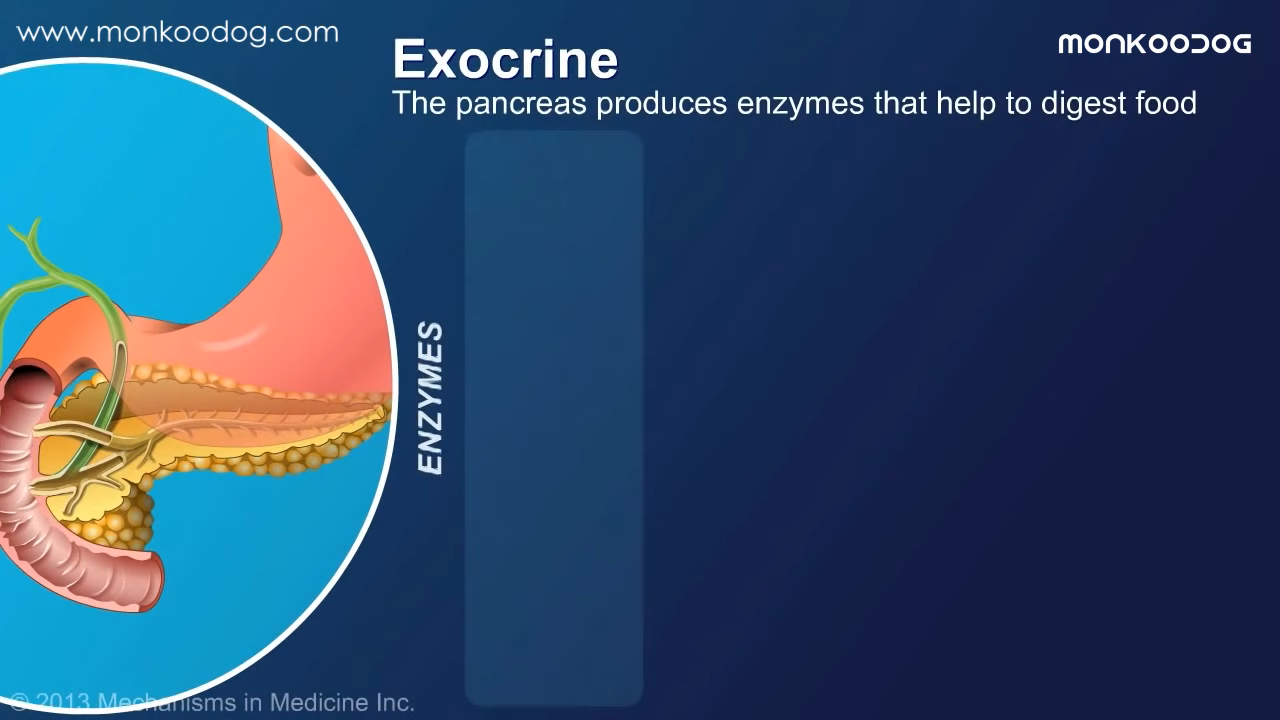 www.monkoodog.com
MONKOODOG
Exocrine
The pancreas produces enzymes that help to digest food
ENZYMES
© 2013 Mechanisms in Medicine Inc.